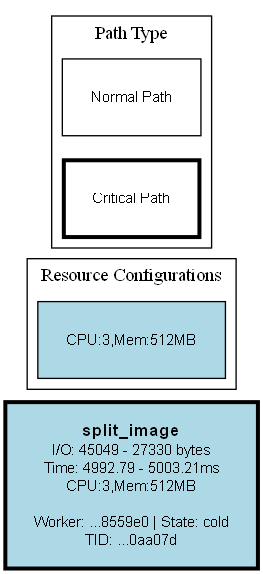 Path Type
Normal Path
Critical Path
Resource Configurations
CPU:3,Mem:512MB
split_image
I/O: 45049 - 27330 bytes
Time: 4992.79 - 5003.21ms
CPU:3,Mem:512MB
Worker: ...8559e0 | State: cold
TID: ...0aa07d